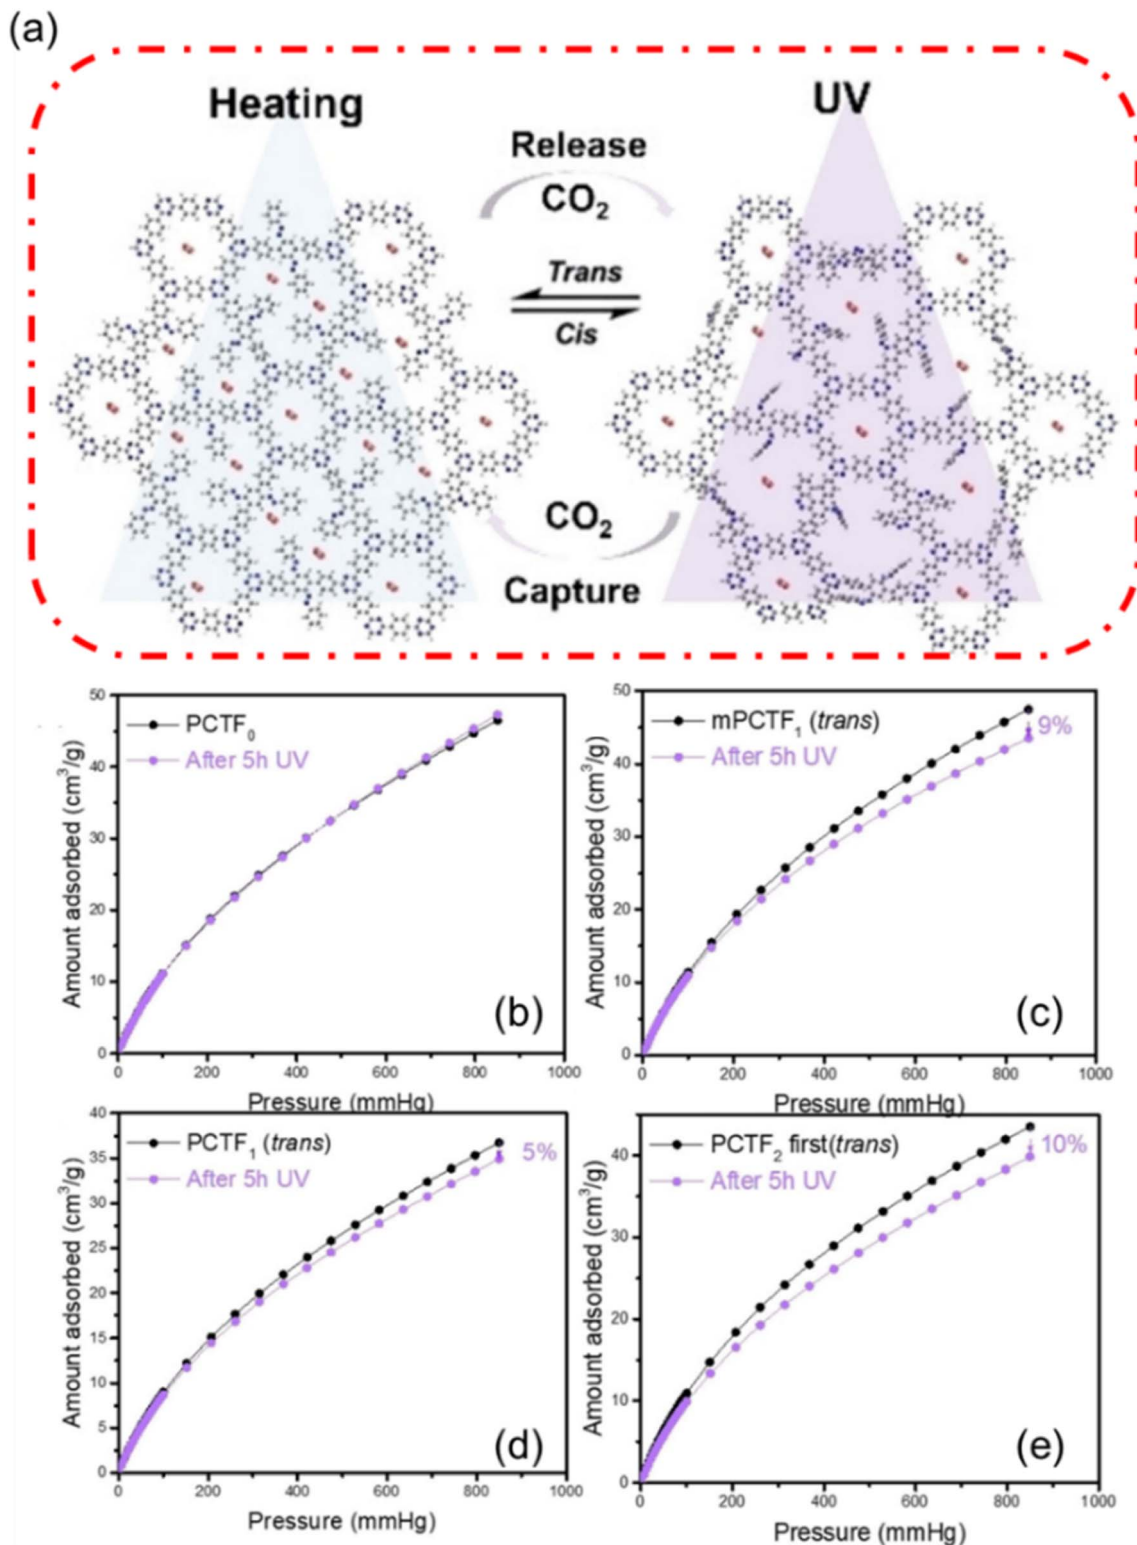 (a)
Heating
UV
Release
CO₂
Trans
Cis
CO₂
Capture
50
40
30
20
10
0
0
200
400
600
800
1000
Amount adsorbed (cm³/g)
Pressure (mmHg)
PCTF₀
After 5h UV
(b)
50
40
30
20
10
0
0
200
400
600
800
1000
Amount adsorbed (cm³/g)
Pressure (mmHg)
mPCTF₁ (trans)
After 5h UV
9%
(c)
40
35
30
25
20
15
10
5
0
0
200
400
600
800
1000
Amount adsorbed (cm³/g)
Pressure (mmHg)
PCTF₁ (trans)
After 5h UV
5%
(d)
40
30
20
10
0
0
200
400
600
800
1000
Amount adsorbed (cm³/g)
Pressure (mmHg)
PCTF₂ first(trans)
After 5h UV
10%
(e)